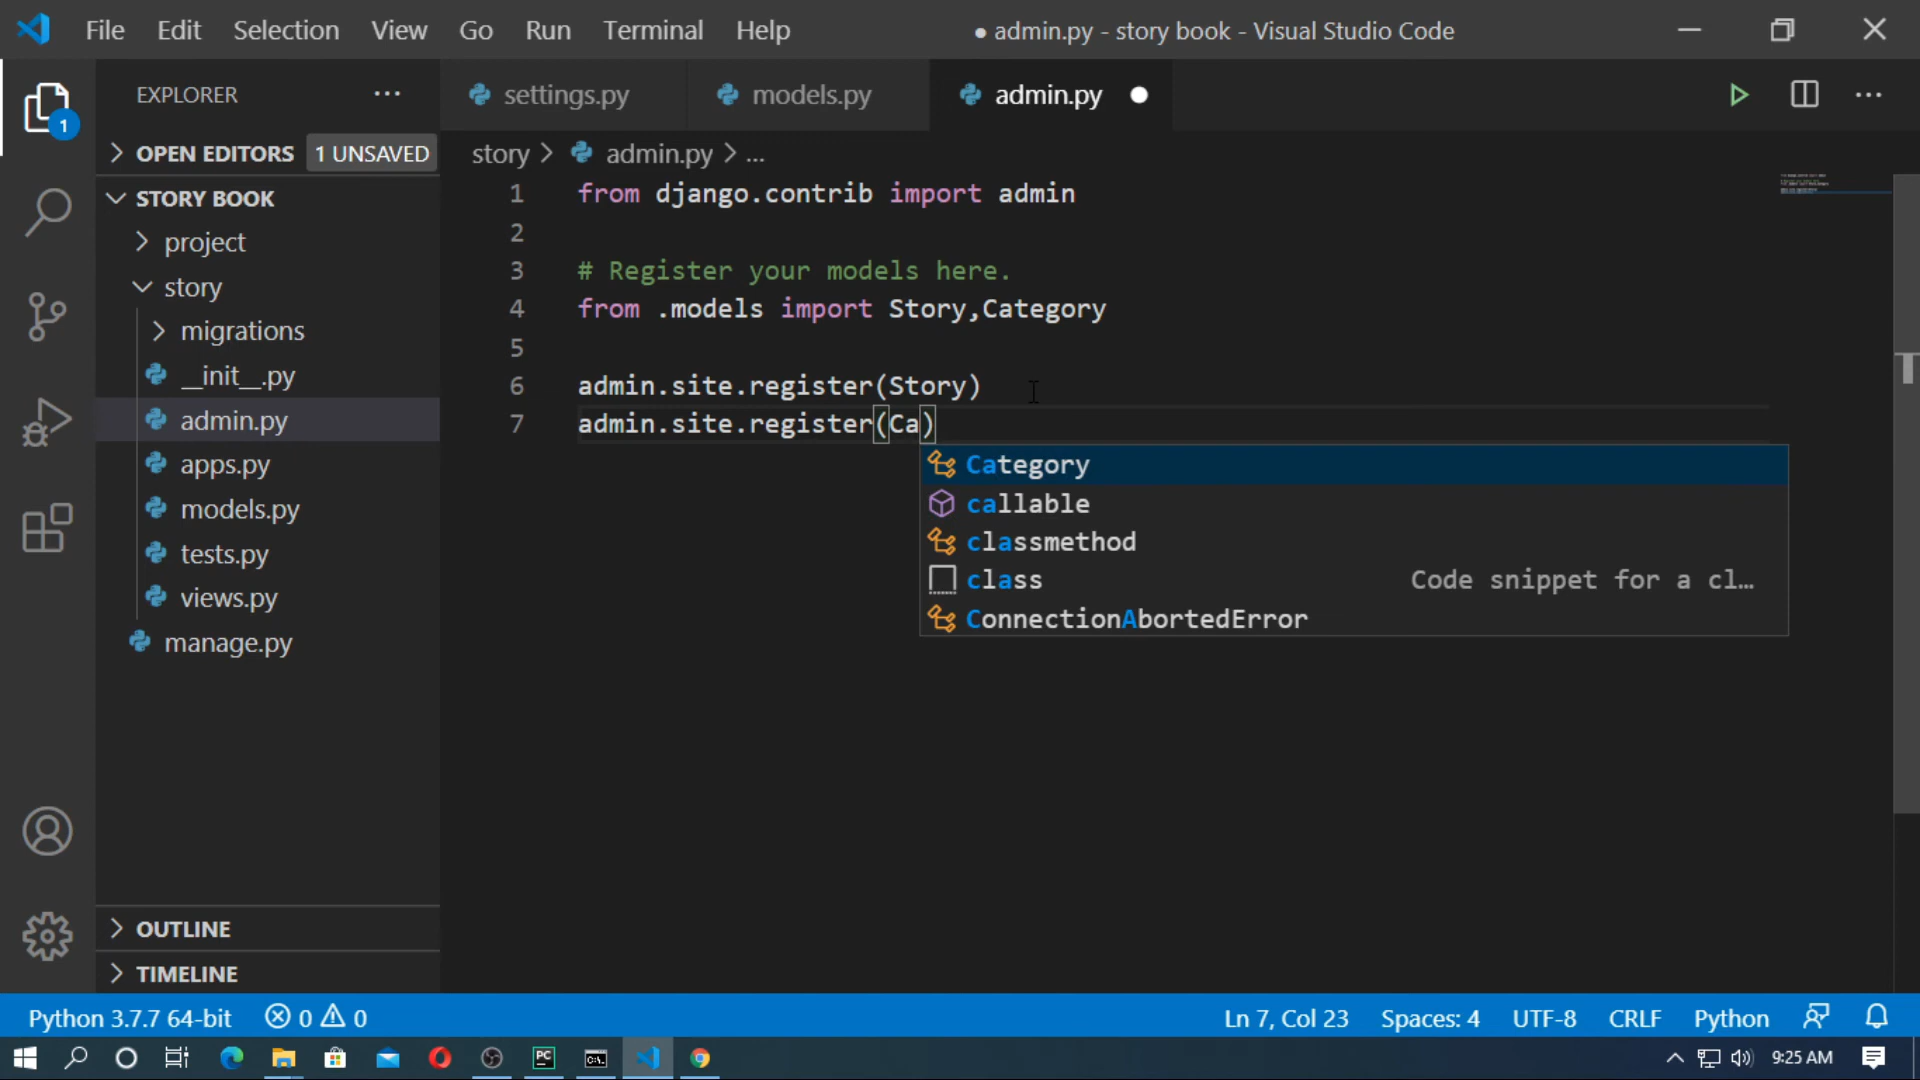 File Edit Selection View Go Run Terminal Help ● admin.py - story book - Visual Studio Code
EXPLORER ···
settings.py models.py admin.py
OPEN EDITORS 1 UNSAVED
story > admin.py > ...
STORY BOOK
project
story
migrations
__init__.py
admin.py
apps.py
models.py
tests.py
views.py
manage.py
OUTLINE
TIMELINE
1
1 from django.contrib import admin
2
3 # Register your models here.
4 from .models import Story,Category
5
6 admin.site.register(Story)
7 admin.site.register(Ca)
Category
callable
classmethod
class Code snippet for a cl…
ConnectionAbortedError
Python 3.7.7 64-bit 0 0 Ln 7, Col 23 Spaces: 4 UTF-8 CRLF Python
PC C:\. 9:25 AM